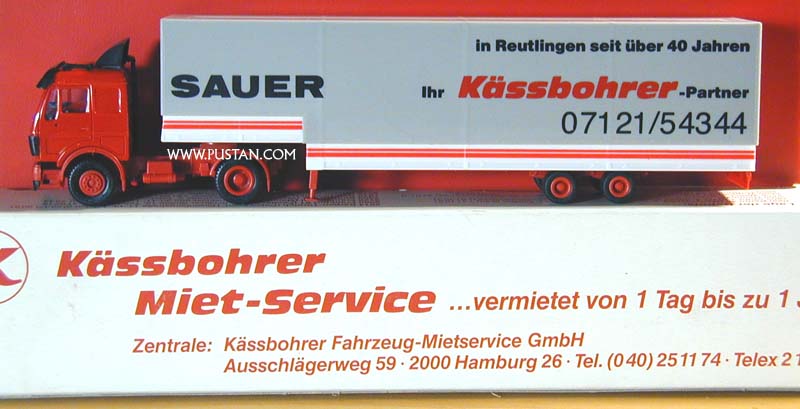 in Reutlingen seit über 40 Jahren
SAUER
Ihr Kässbohrer-Partner
07121/54344
WWW.PUSTAN.COM
K
Kässbohrer
Miet-Service ...vermietet von 1 Tag bis zu 1
Zentrale: Kässbohrer Fahrzeug-Mietservice GmbH
Ausschlägerweg 59 · 2000 Hamburg 26 · Tel. (040) 251174 · Telex 2 1